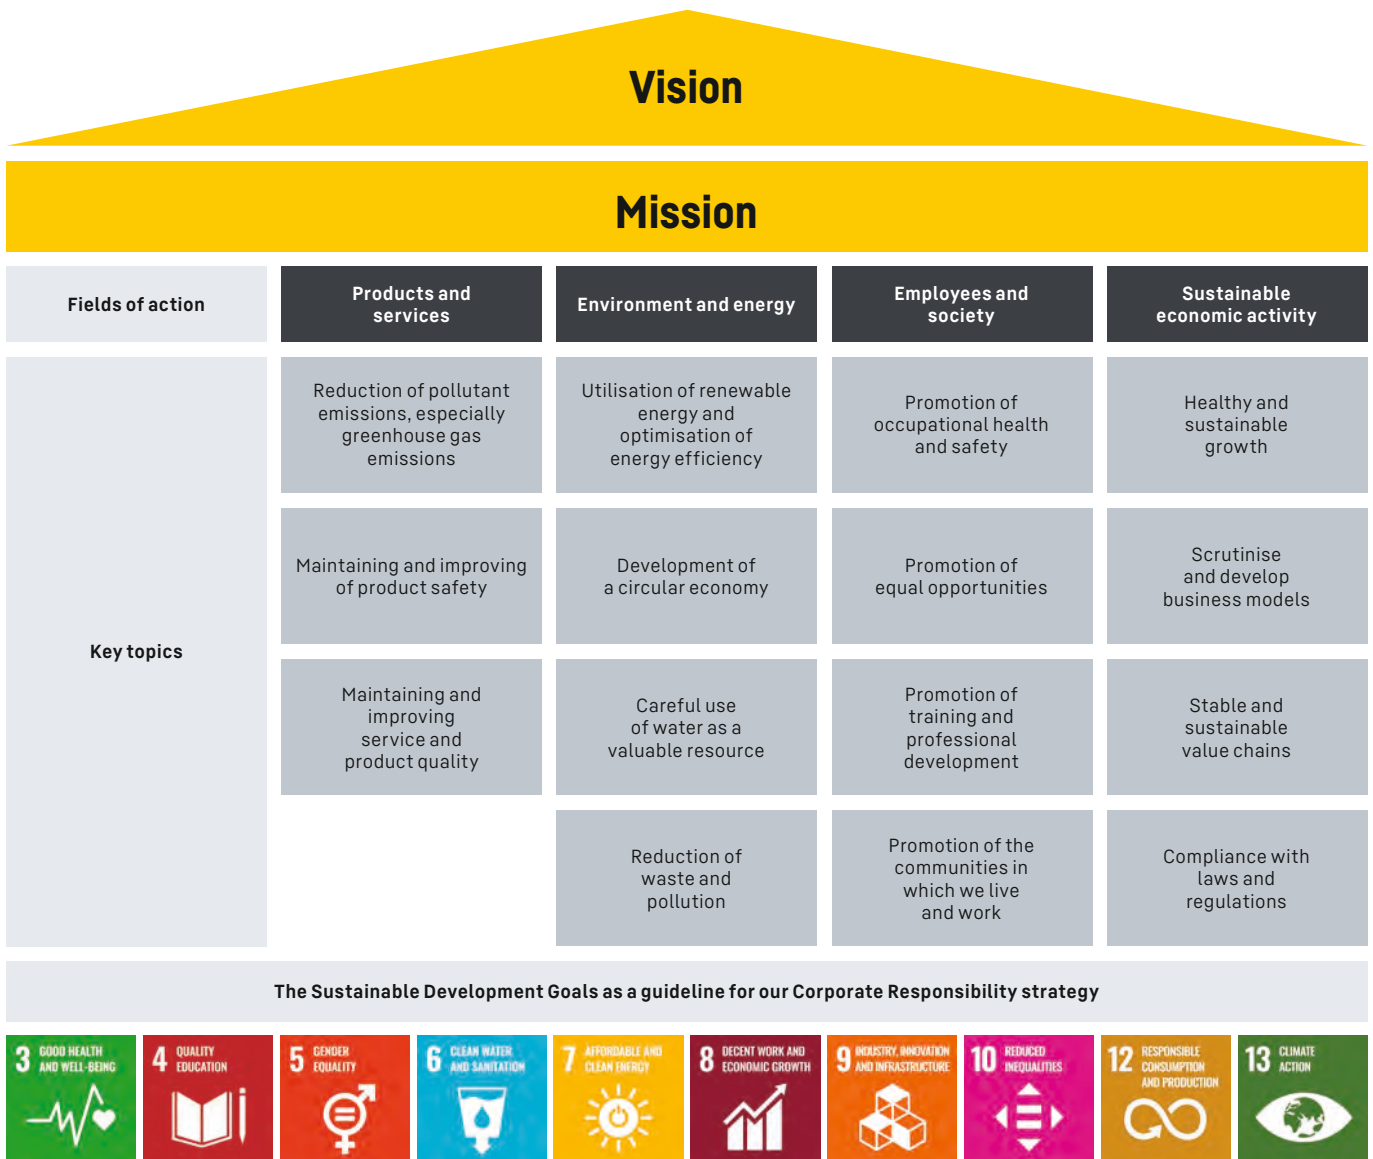 Vision
Mission
Fields of action
Products and
services
Environment and energy
Employees and
society
Sustainable
economic activity
Key topics
Reduction of pollutant
emissions, especially
greenhouse gas
emissions
Utilisation of renewable
energy and
optimisation of
energy efficiency
Promotion of
occupational health
and safety
Healthy and
sustainable
growth
Maintaining and improving
of product safety
Development of
a circular economy
Promotion of
equal opportunities
Scrutinise
and develop
business models
Maintaining and
improving
service and
product quality
Careful use
of water as a
valuable resource
Promotion of
training and
professional
development
Stable and
sustainable
value chains
Reduction of
waste and
pollution
Promotion of the
communities in
which we live
and work
Compliance with
laws and
regulations
The Sustainable Development Goals as a guideline for our Corporate Responsibility strategy
3 GOOD HEALTH
AND WELL-BEING
4 QUALITY
EDUCATION
5 GENDER
EQUALITY
6 CLEAN WATER
AND SANITATION
7 AFFORDABLE AND
CLEAN ENERGY
8 DECENT WORK AND
ECONOMIC GROWTH
9 INDUSTRY, INNOVATION
AND INFRASTRUCTURE
10 REDUCED
INEQUALITIES
12 RESPONSIBLE
CONSUMPTION
AND PRODUCTION
13 CLIMATE
ACTION